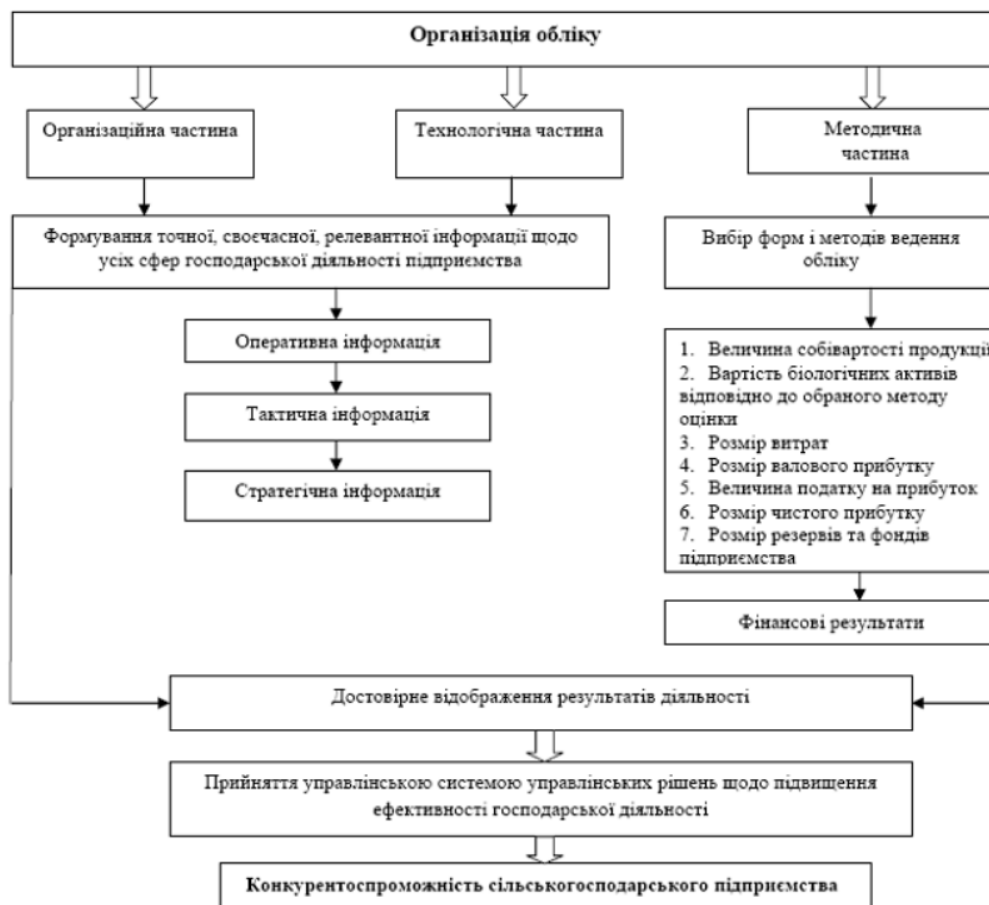 Організація обліку
Організаційна частина
Технологічна частина
Методична
частина
Формування точної, своєчасної, релевантної інформації щодо
усіх сфер господарської діяльності підприємства
Вибір форм і методів ведення
обліку
Оперативна інформація
Тактична інформація
Стратегічна інформація
1. Величина собівартості продукції
2. Вартість біологічних активів
відповідно до обраного методу
оцінки
3. Розмір витрат
4. Розмір валового прибутку
5. Величина податку на прибуток
6. Розмір чистого прибутку
7. Розмір резервів та фондів
підприємства
Фінансові результати
Достовірне відображення результатів діяльності
Прийняття управлінською системою управлінських рішень щодо підвищення
ефективності господарської діяльності
Конкурентоспроможність сільськогосподарського підприємства